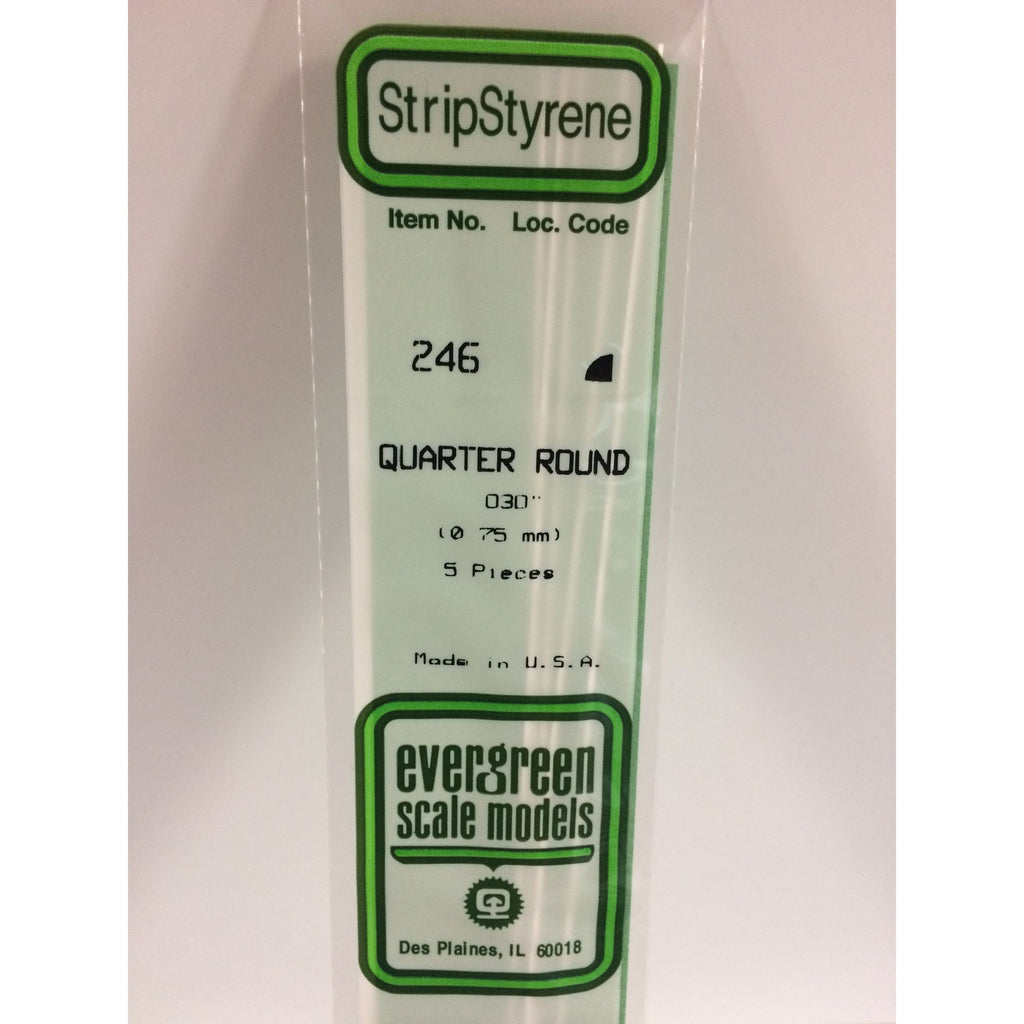 StripStyrene
Item No. Loc. Code
246
QUARTER ROUND
030"
(0 75 mm)
5 Pieces
Made in U.S.A.
evergreen
scale models
Des Plaines, IL 60018